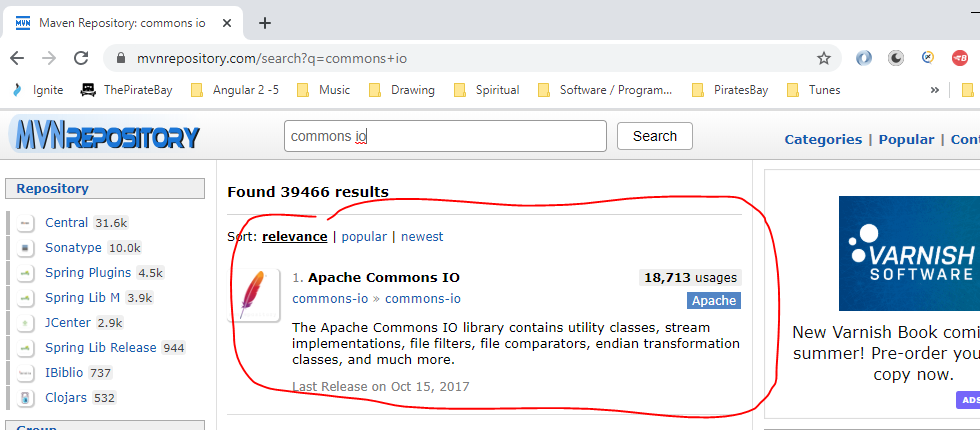 Maven Repository: commons io
mvnrepository.com/search?q=commons+io
Ignite ThePirateBay Angular 2 -5 Music Drawing Spiritual Software / Program... PiratesBay Tunes »
MVNREPOSITORY
commons io
Search
Categories | Popular | Cont
Repository
Central 31.6k
Sonatype 10.0k
Spring Plugins 4.5k
Spring Lib M 3.9k
JCenter 2.9k
Spring Lib Release 944
IBiblio 737
Clojars 532
Group
Found 39466 results
Sort: relevance | popular | newest
1. Apache Commons IO
18,713 usages
commons-io » commons-io
Apache
The Apache Commons IO library contains utility classes, stream
implementations, file filters, file comparators, endian transformation
classes, and much more.
Last Release on Oct 15, 2017
VARNISH
SOFTWARE
New Varnish Book comi
summer! Pre-order you
copy now.
ADS